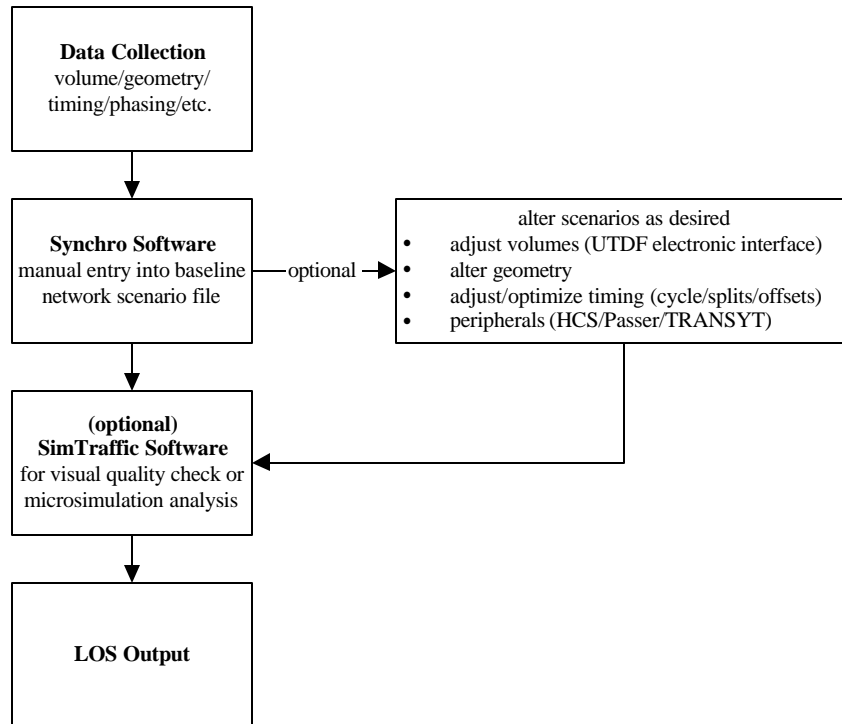 Data Collection
volume/geometry/
timing/phasing/etc.
Synchro Software
manual entry into baseline
network scenario file
optional
alter scenarios as desired
• adjust volumes (UTDF electronic interface)
• alter geometry
• adjust/optimize timing (cycle/splits/offsets)
• peripherals (HCS/Passer/TRANSYT)
(optional)
SimTraffic Software
for visual quality check or
microsimulation analysis
LOS Output